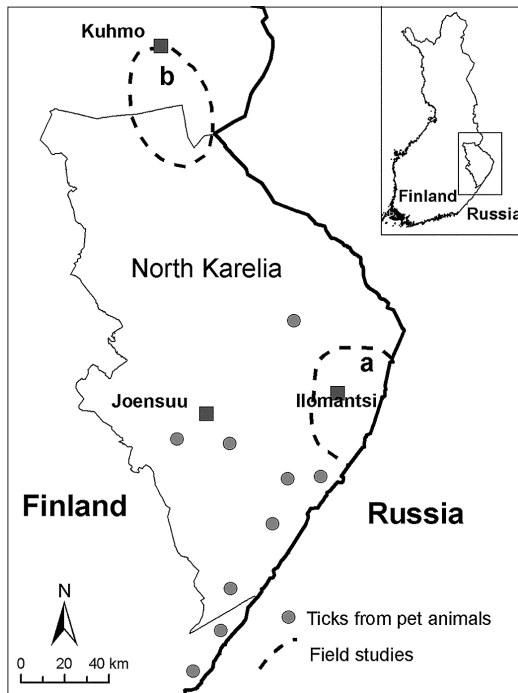 Kuhmo
b
Finland
Russia
North Karelia
a
Joensuu
Ilomantsi
Finland
Russia
N
Ticks from pet animals
Field studies
0 20 40 km